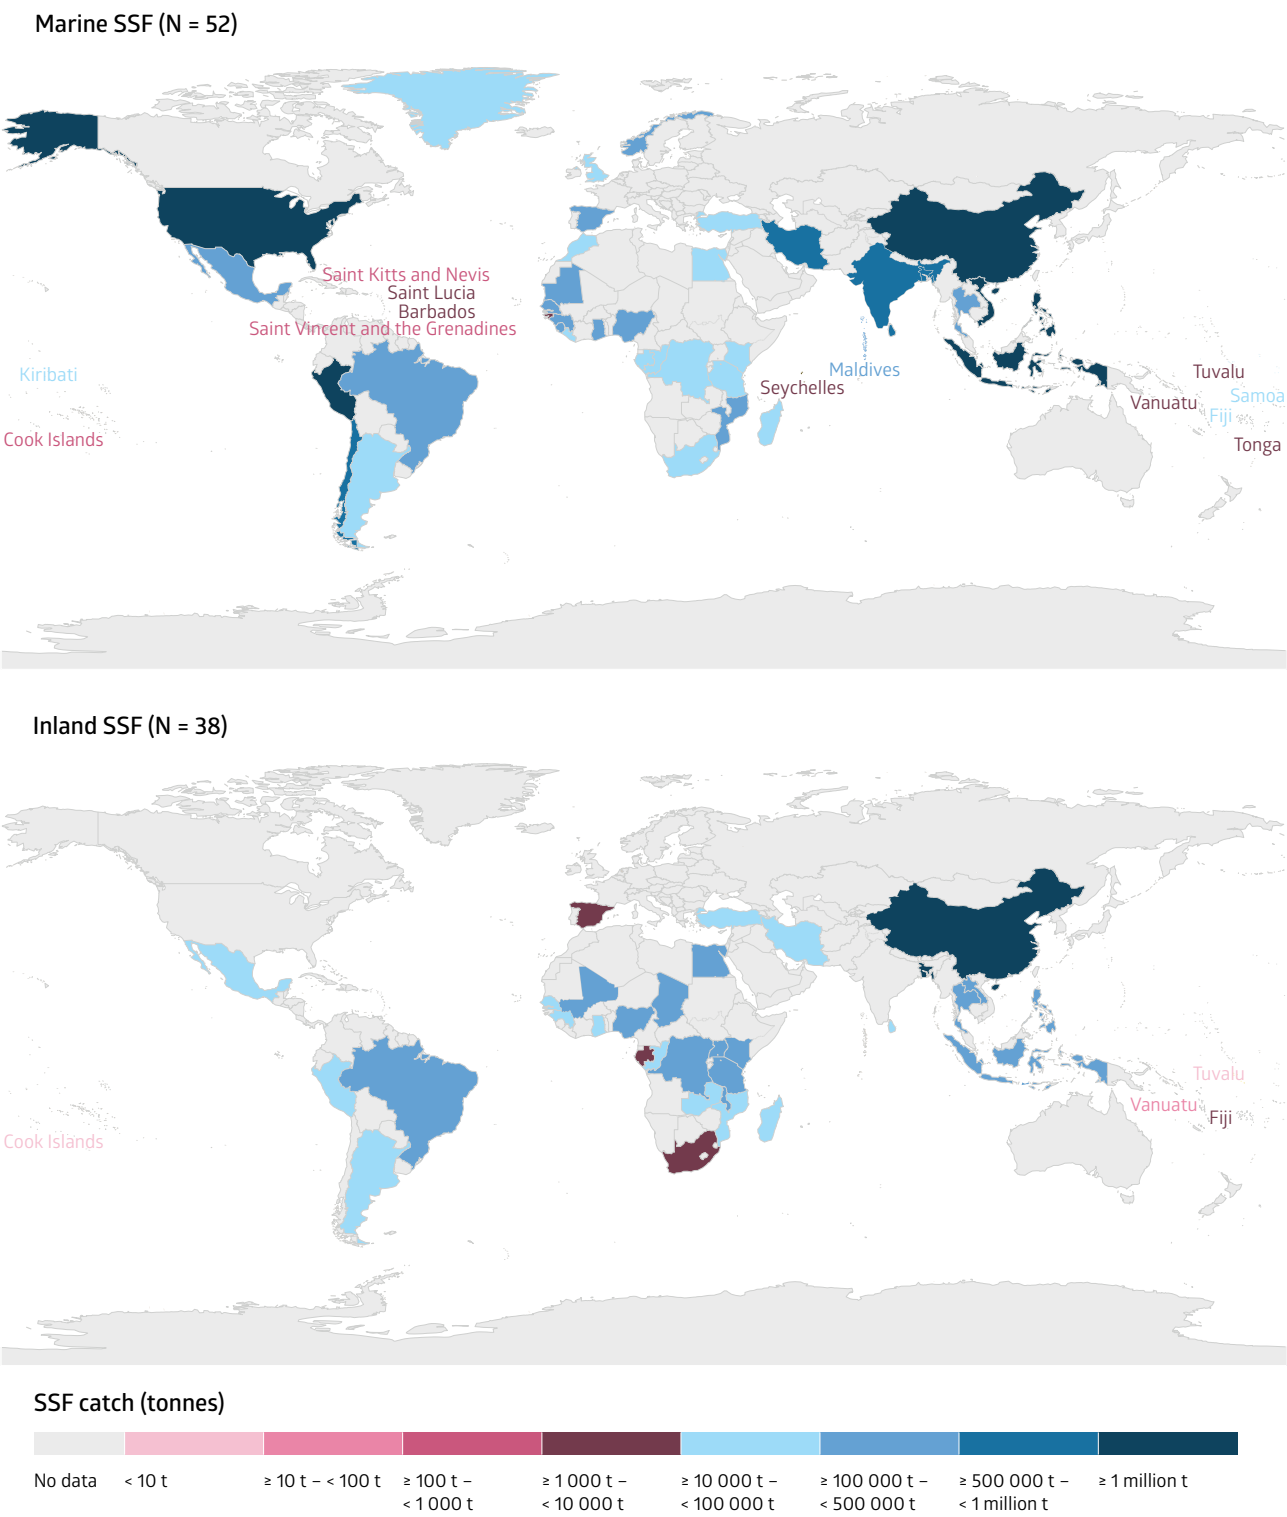 Marine SSF (N = 52)
Saint Kitts and Nevis
Saint Lucia
Barbados
Saint Vincent and the Grenadines
Kiribati
Maldives
Tuvalu
Seychelles
Samoa
Vanuatu
Fiji
Cook Islands
Tonga
Inland SSF (N = 38)
Tuvalu
Vanuatu
Fiji
Cook Islands
SSF catch (tonnes)
No data
< 10 t
≥ 10 t – < 100 t
≥ 100 t –
< 1 000 t
≥ 1 000 t –
< 10 000 t
≥ 10 000 t –
< 100 000 t
≥ 100 000 t –
< 500 000 t
≥ 500 000 t –
< 1 million t
≥ 1 million t